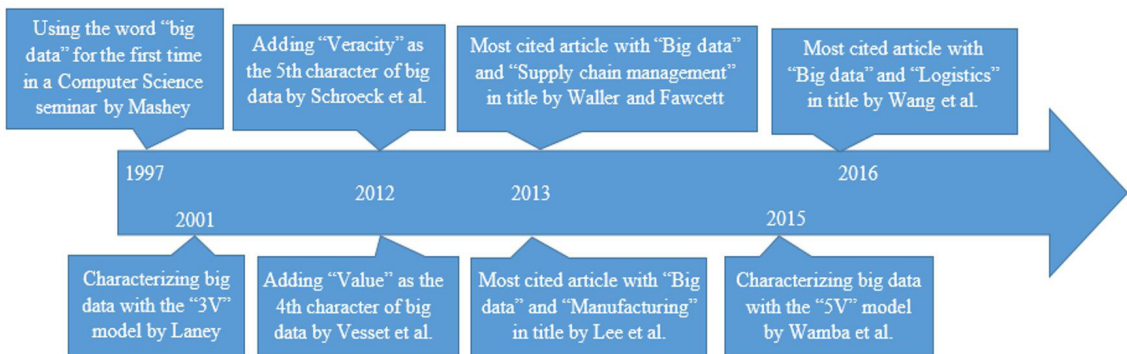 Using the word “big
data” for the first time
in a Computer Science
seminar by Mashey
Adding “Veracity” as
the 5th character of big
data by Schroeck et al.
Most cited article with “Big data”
and “Supply chain management”
in title by Waller and Fawcett
Most cited article with
“Big data” and “Logistics”
in title by Wang et al.
1997
2001
2012
2013
2015
2016
Characterizing big
data with the “3V”
model by Laney
Adding “Value” as the
4th character of big
data by Vesset et al.
Most cited article with “Big
data” and “Manufacturing”
in title by Lee et al.
Characterizing big data
with the “5V” model
by Wamba et al.